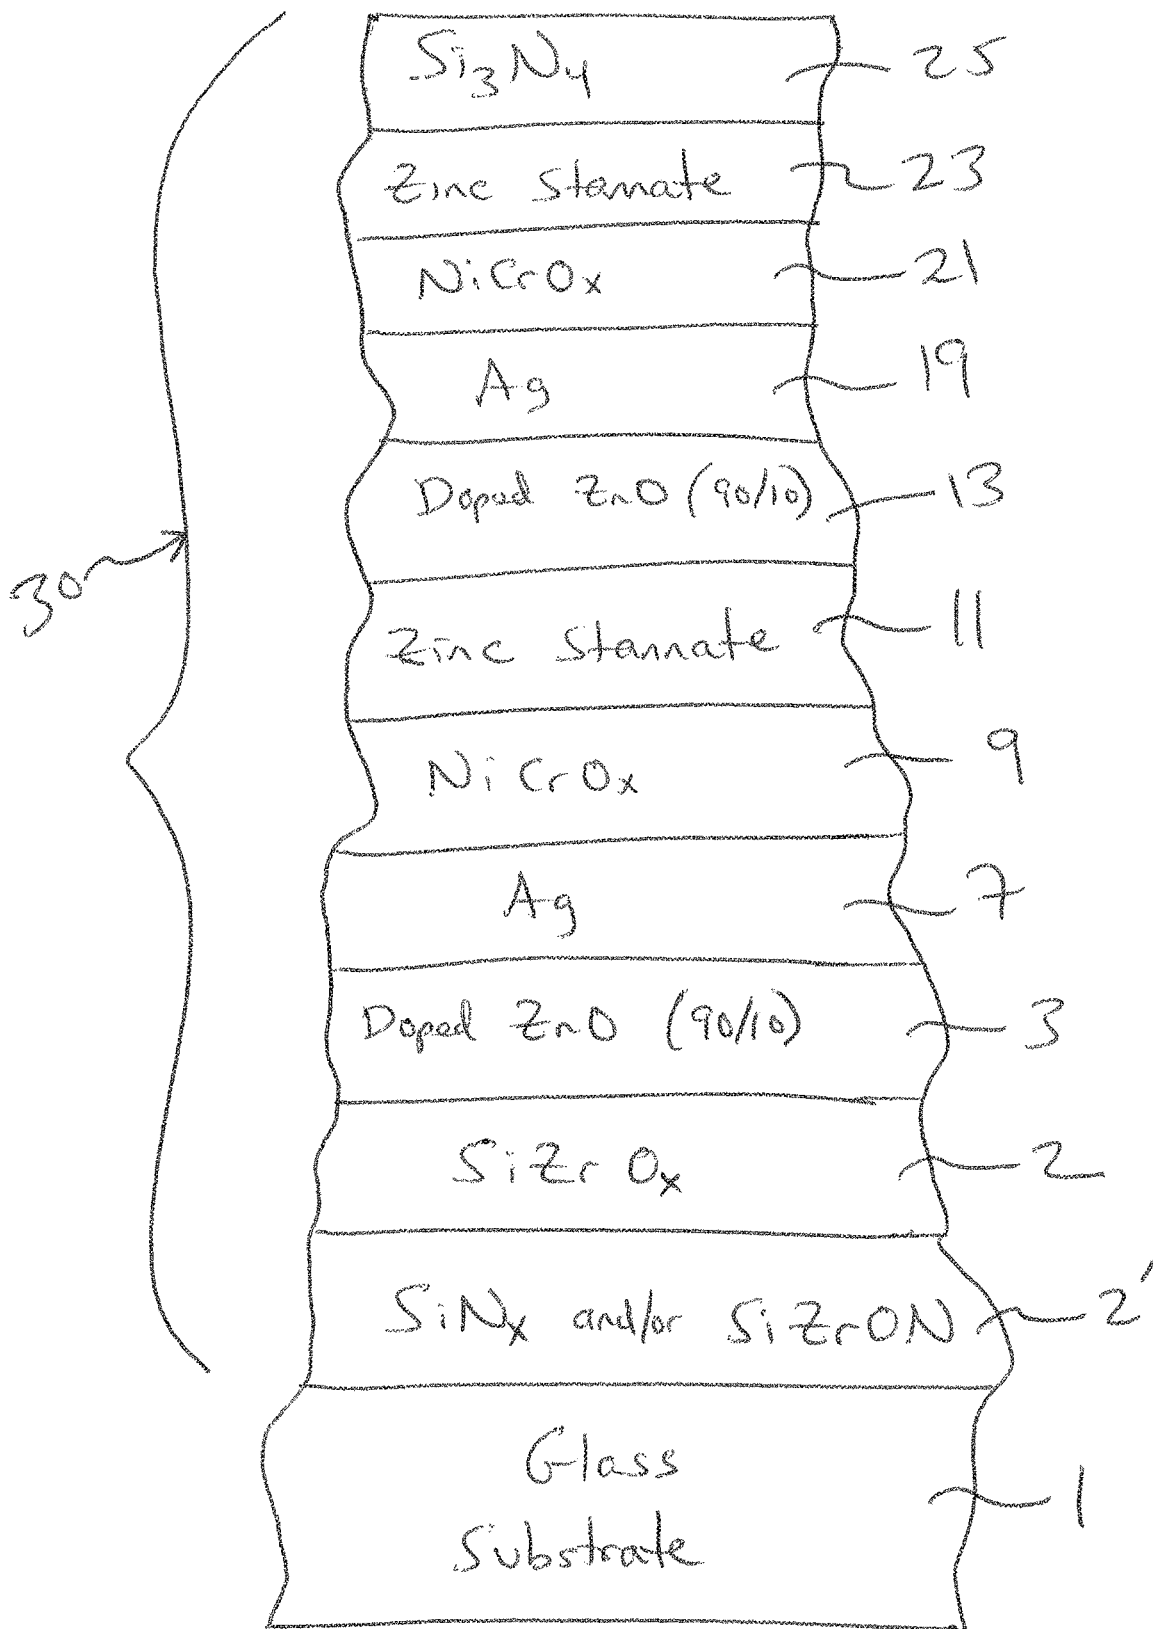 Si3N4 25
Zinc Stannate 23
NiCrOx 21
Ag 19
Doped ZnO (90/10) 13
30
Zinc Stannate 11
NiCrOx 9
Ag 7
Doped ZnO (90/10) 3
SiZrOx 2
SiNx and/or SiZrON 2'
Glass 1
Substrate